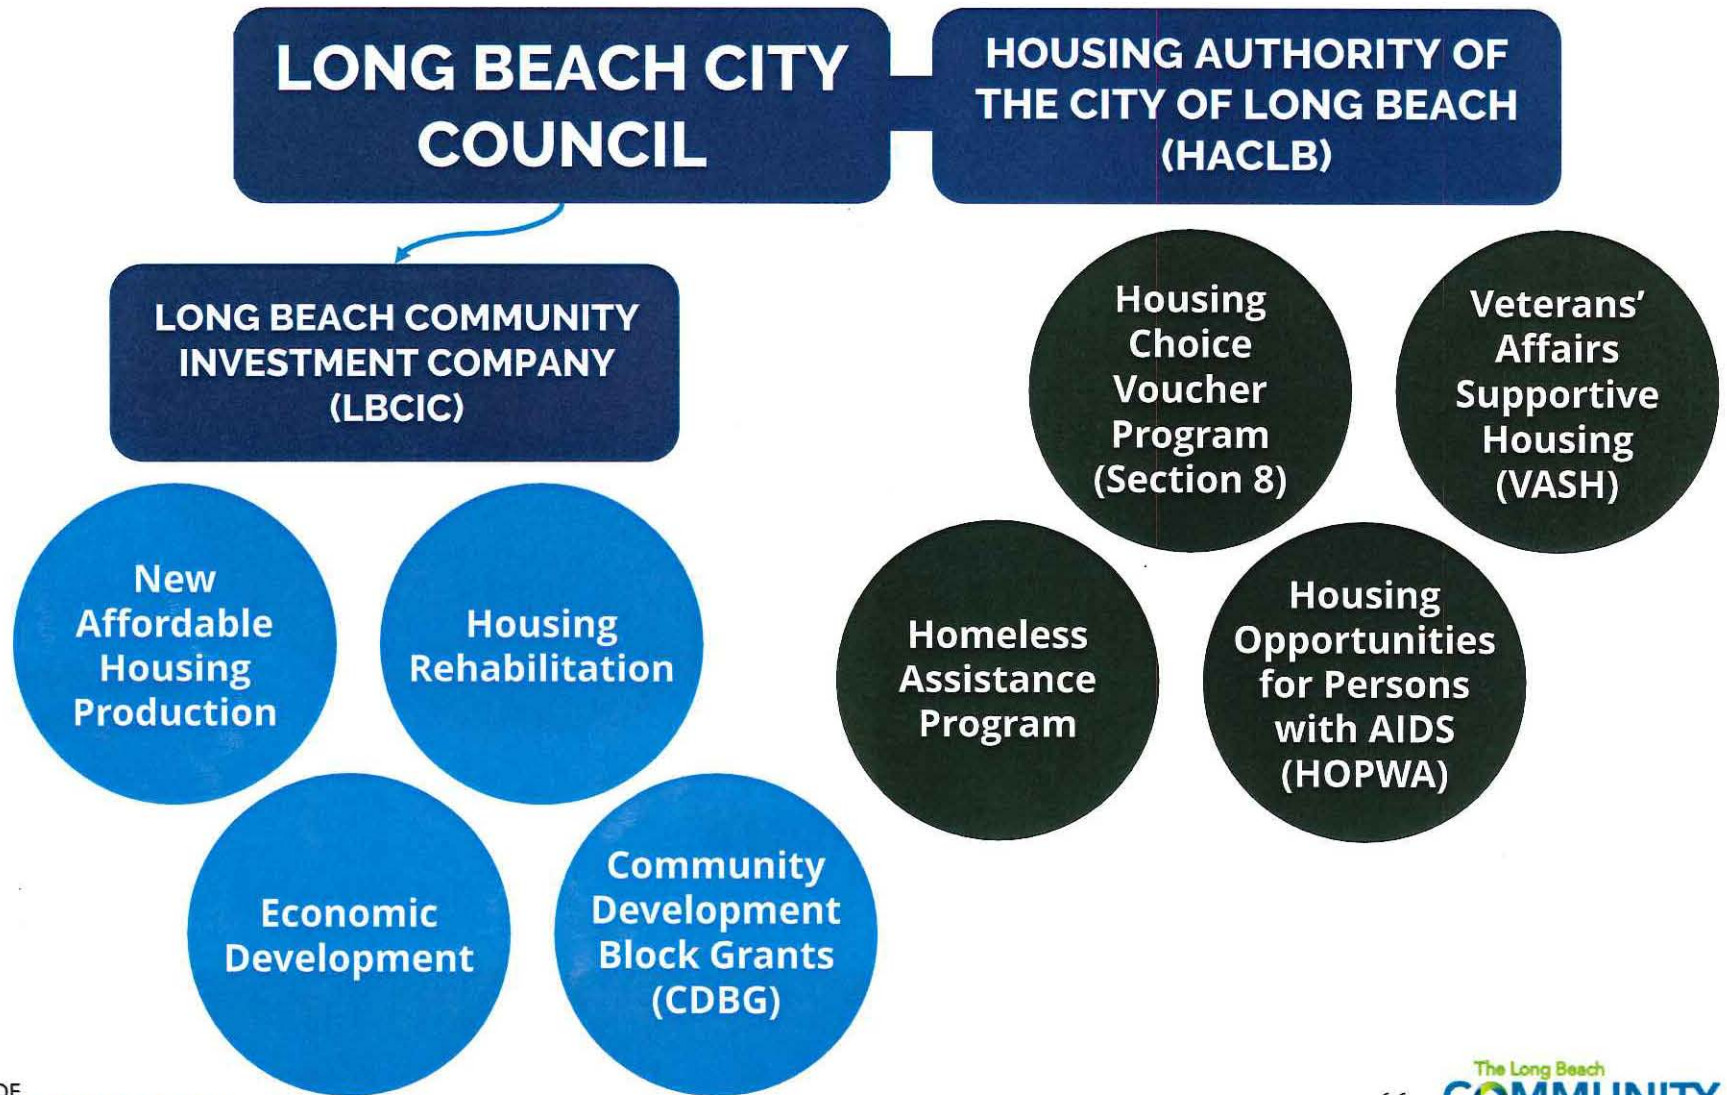 LONG BEACH CITY
COUNCIL
HOUSING AUTHORITY OF
THE CITY OF LONG BEACH
(HACLB)
LONG BEACH COMMUNITY
INVESTMENT COMPANY
(LBCIC)
New
Affordable
Housing
Production
Housing
Rehabilitation
Economic
Development
Community
Development
Block Grants
(CDBG)
Housing
Choice
Voucher
Program
(Section 8)
Veterans’
Affairs
Supportive
Housing
(VASH)
Homeless
Assistance
Program
Housing
Opportunities
for Persons
with AIDS
(HOPWA)
The Long Beach
COMMUNITY